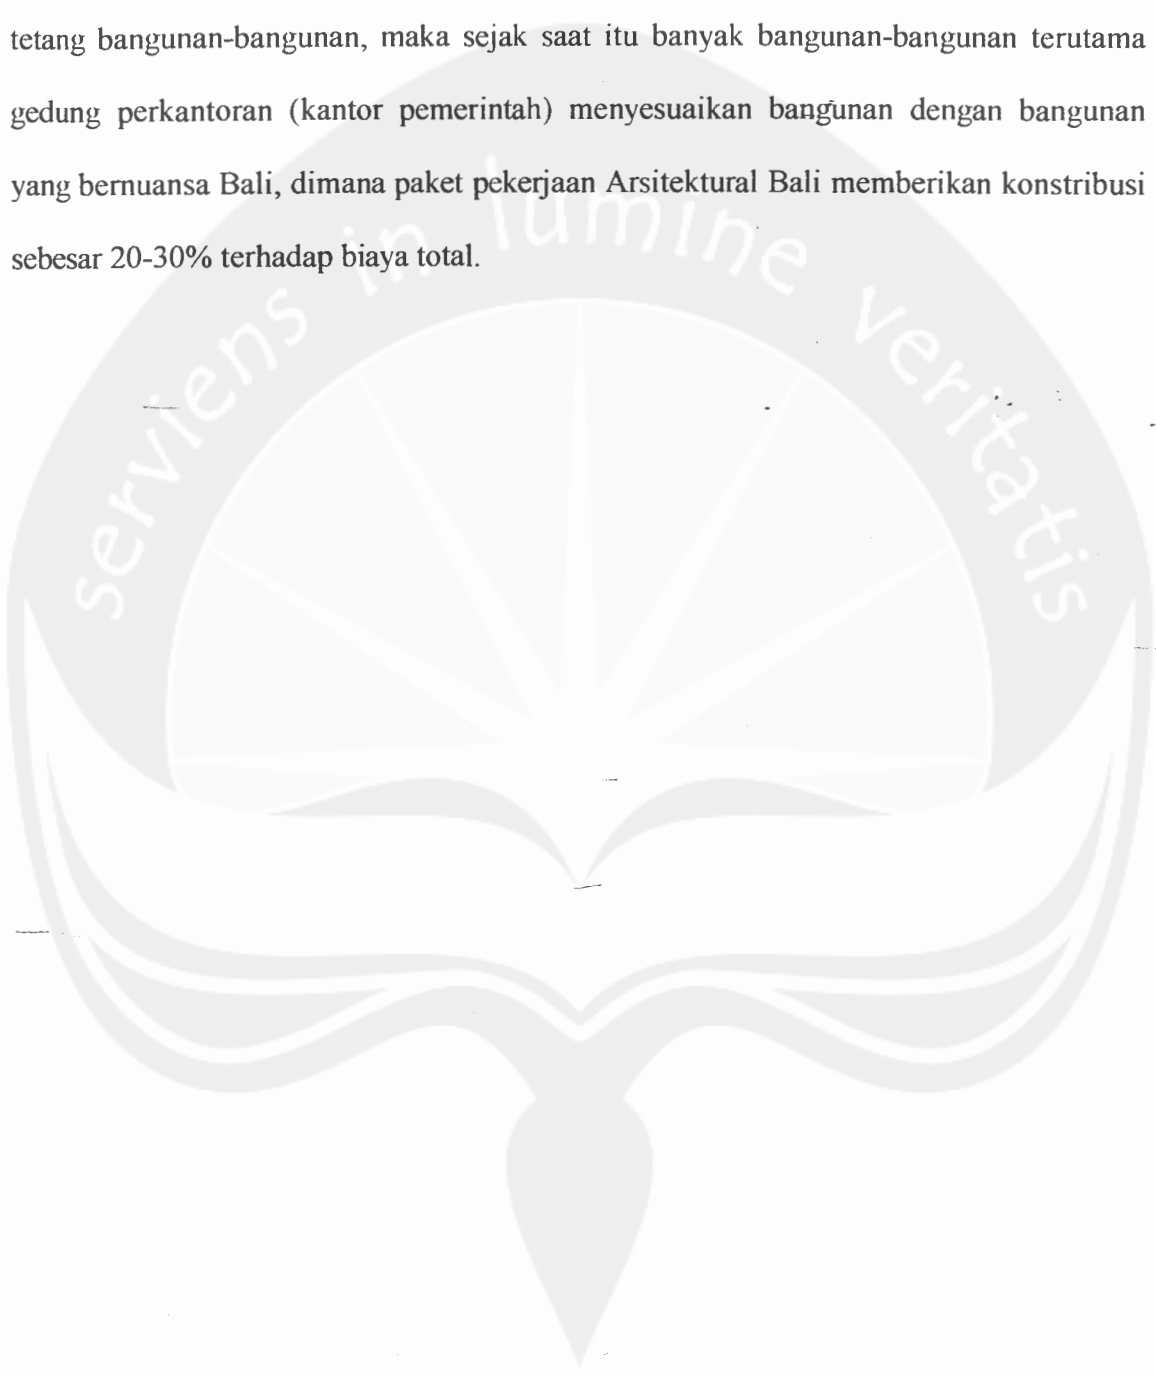 tetang bangunan-bangunan, maka sejak saat itu banyak bangunan-bangunan terutama
gedung perkantoran (kantor pemerintah) menyesuaikan bangunan dengan bangunan
yang bernuansa Bali, dimana paket pekerjaan Arsitektural Bali memberikan konstribusi
sebesar 20-30% terhadap biaya total.
serviens in lumine veritatis